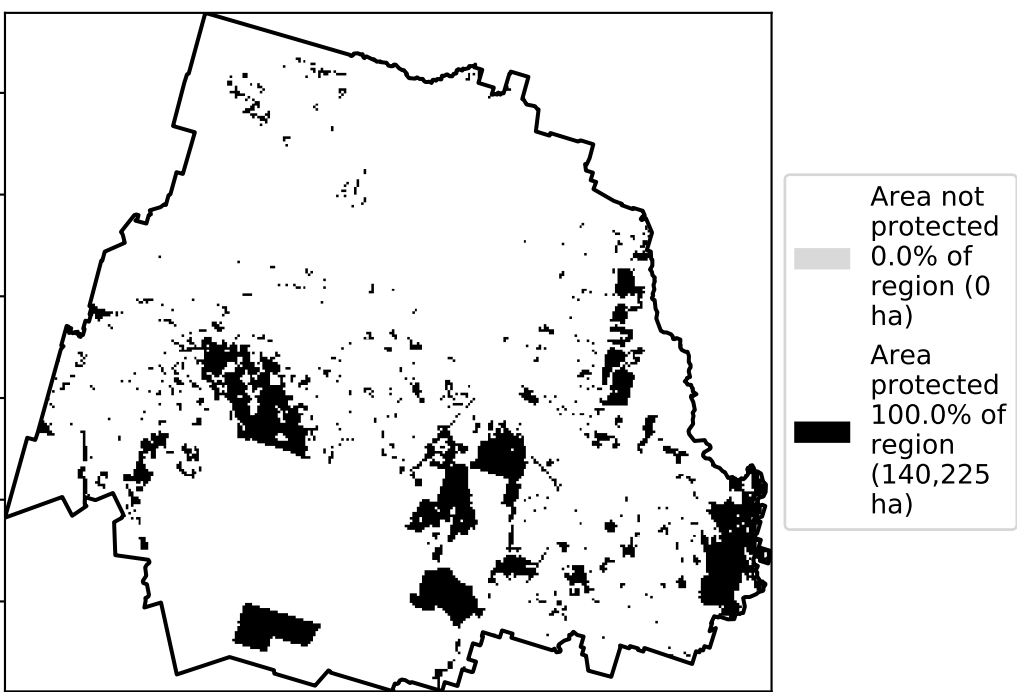 Area not
protected
0.0% of
region (0
ha)
Area
protected
100.0% of
region
(140,225
ha)